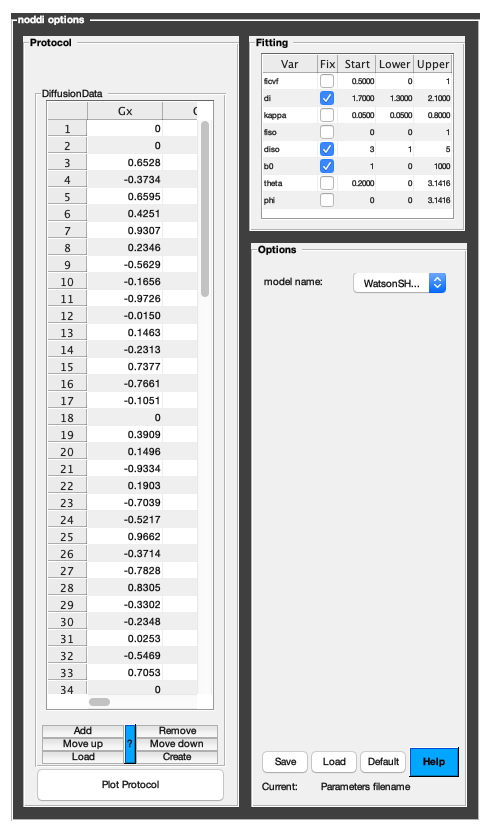 noddi options
Protocol
DiffusionData
Gx
1 0
2 0
3 0.6528
4 -0.3734
5 0.6595
6 0.4251
7 0.9307
8 0.2346
9 -0.5629
10 -0.1656
11 -0.9726
12 -0.0150
13 0.1463
14 -0.2313
15 0.7377
16 -0.7661
17 -0.1051
18 0
19 0.3909
20 0.1496
21 -0.9334
22 0.1903
23 -0.7039
24 -0.5217
25 0.9662
26 -0.3714
27 -0.7828
28 0.8305
29 -0.3302
30 -0.2348
31 0.0253
32 -0.5469
33 0.7053
34 0
Add ? Remove
Move up Move down
Load Create
Plot Protocol
Fitting
Var Fix Start Lower Upper
ficvf 0.5000 0 1
di 1.7000 1.3000 2.1000
kappa 0.0500 0.0500 0.8000
fiso 0 0 1
diso 3 1 5
b0 1 0 1000
theta 0.2000 0 3.1416
phi 0 0 3.1416
Options
model name: WatsonSH...
Save Load Default Help
Current: Parameters filename